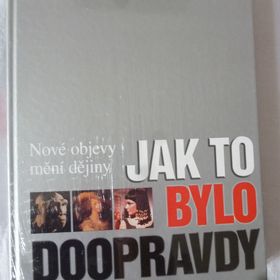 Nové objevy
mění dějiny
JAK TO
BYLO
DOOPRAVDY